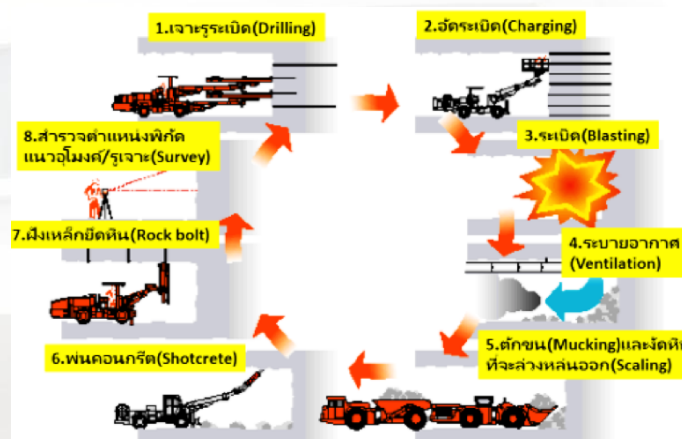 1.เจาะรูระเบิด(Drilling)
2.อัดระเบิด(Charging)
3.ระเบิด(Blasting)
4.ระบายอากาศ
(Ventilation)
5.ตักขน(Mucking)และงัดหิน
ที่จะล่วงหล่นออก(Scaling)
6.พ่นคอนกรีต(Shotcrete)
7.ฝังเหล็กยึดหิน(Rock bolt)
8.สำรวจตำแหน่งพิกัด
แนวอุโมงค์/รูเจาะ(Survey)